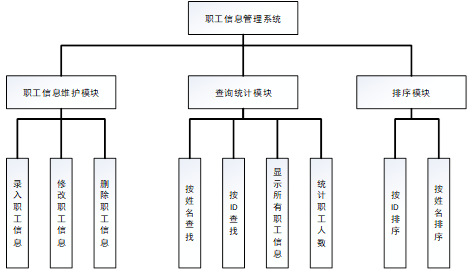 职工信息管理系统
职工信息维护模块
查询统计模块
排序模块
录入职工信息
修改职工信息
删除职工信息
按姓名查找
按ID查找
显示所有职工信息
统计职工人数
按ID排序
按姓名排序